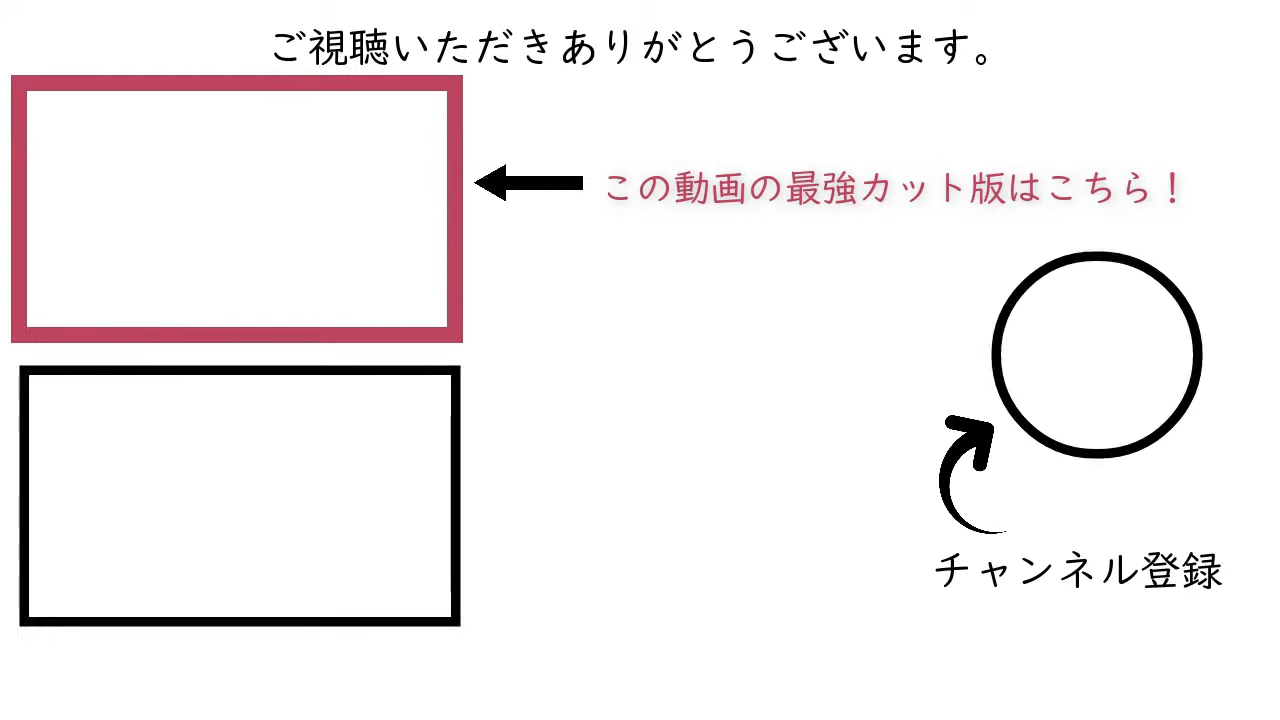 ご視聴いただきありがとうございます。
この動画の最強カット版はこちら！
チャンネル登録